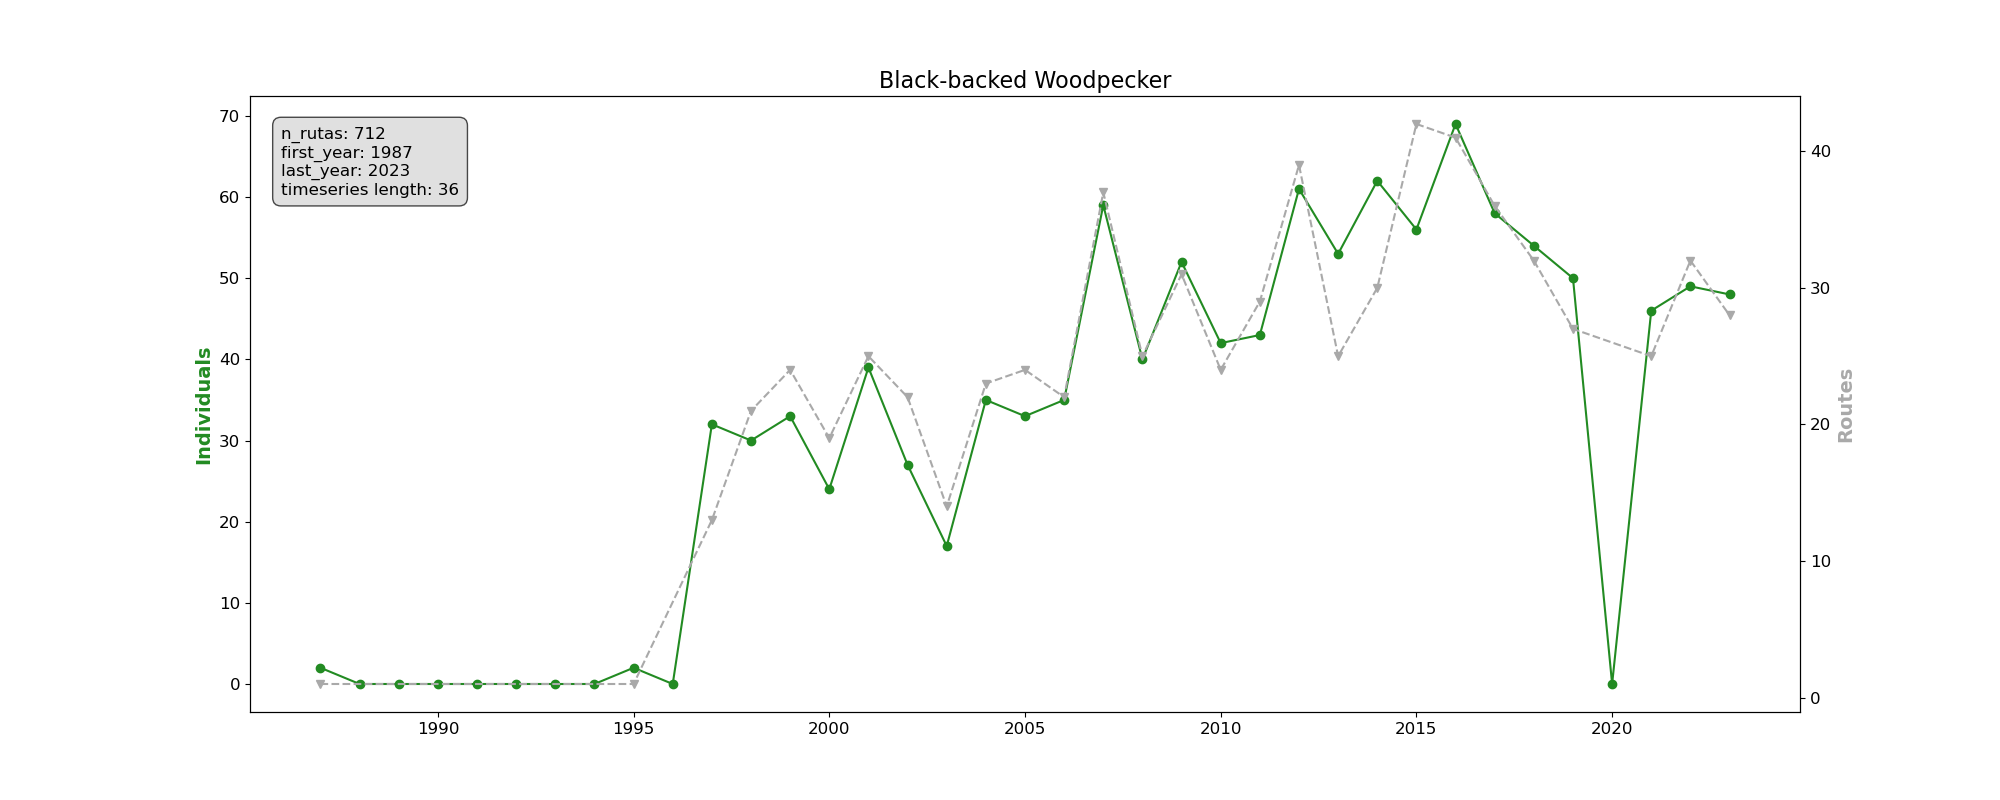 Black-backed Woodpecker
n_rutas: 712
first_year: 1987
last_year: 2023
timeseries length: 36
Individuals
70
60
50
40
30
20
10
0
Routes
40
30
20
10
0
1990 1995 2000 2005 2010 2015 2020